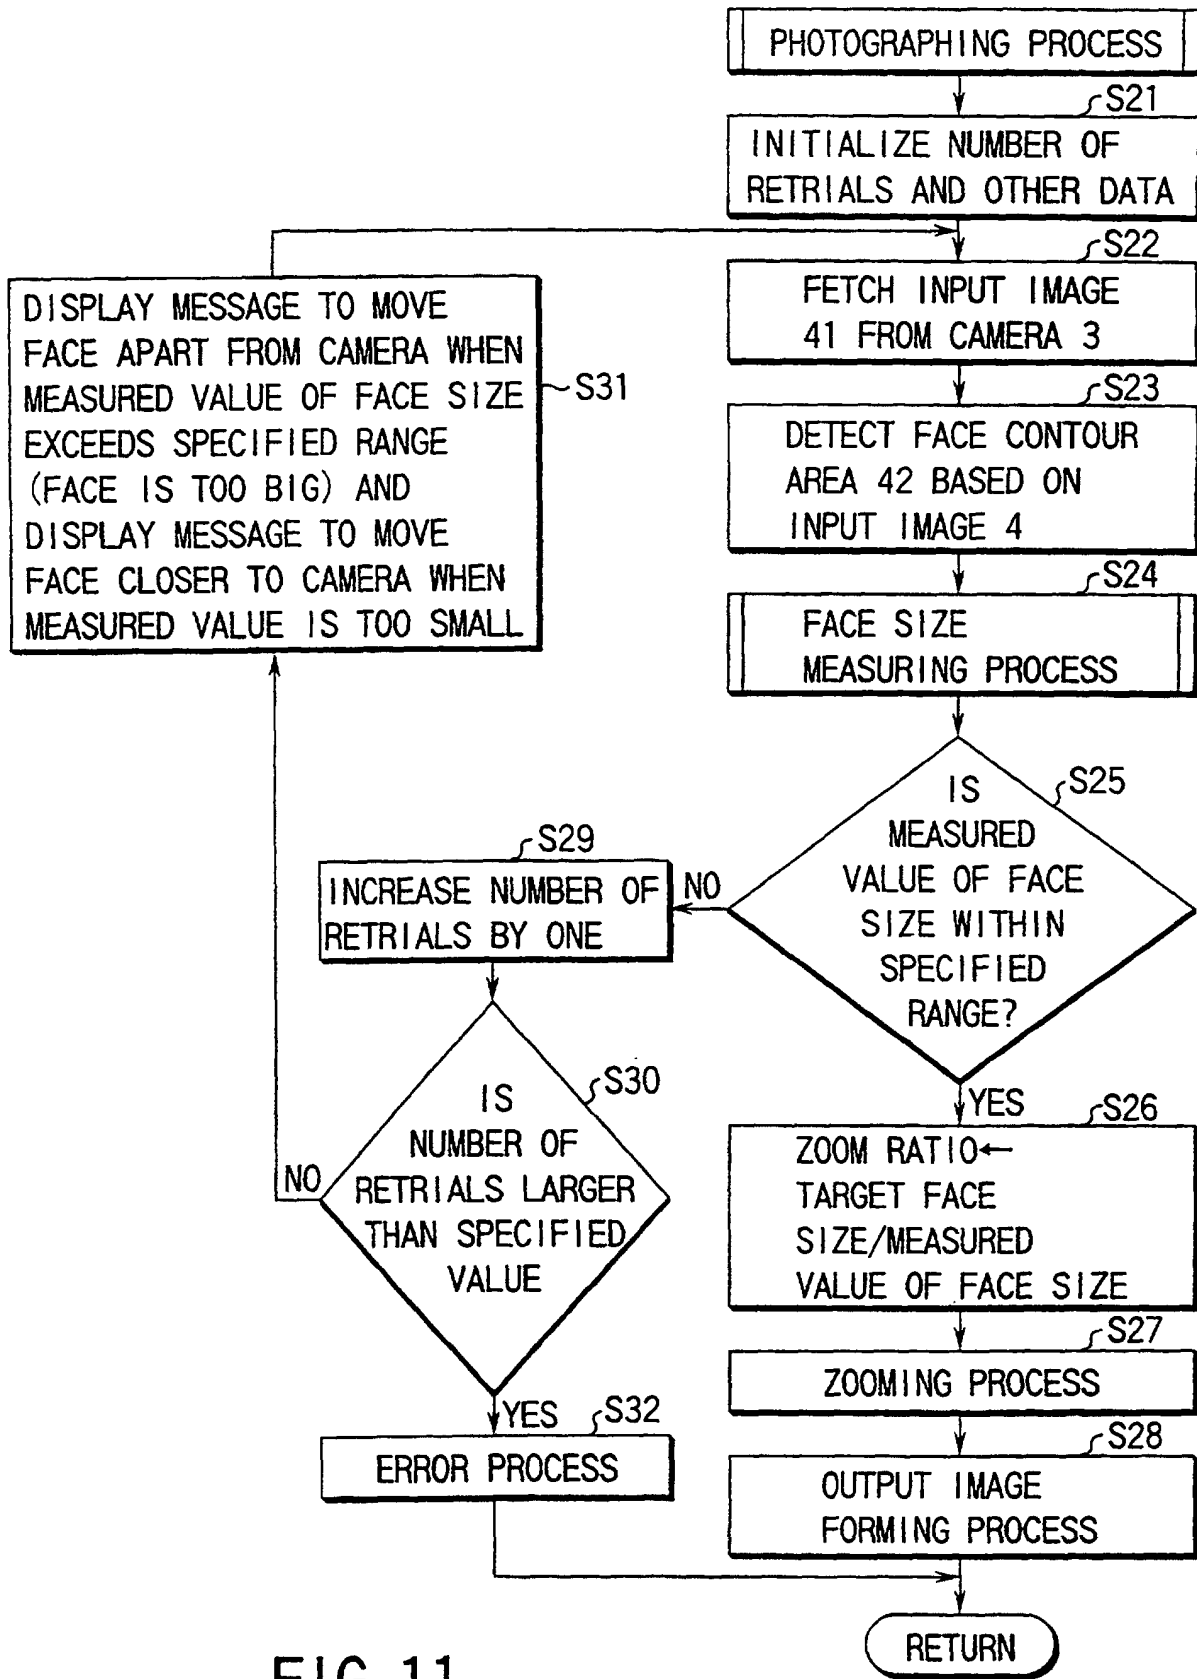 PHOTOGRAPHING PROCESS
S21
INITIALIZE NUMBER OF
RETRIALS AND OTHER DATA
S22
FETCH INPUT IMAGE
41 FROM CAMERA 3
S23
DETECT FACE CONTOUR
AREA 42 BASED ON
INPUT IMAGE 4
S24
FACE SIZE
MEASURING PROCESS
S25
IS
MEASURED
VALUE OF FACE
SIZE WITHIN
SPECIFIED
RANGE?
NO
YES
S26
ZOOM RATIO←
TARGET FACE
SIZE/MEASURED
VALUE OF FACE SIZE
S27
ZOOMING PROCESS
S28
OUTPUT IMAGE
FORMING PROCESS
RETURN
S29
INCREASE NUMBER OF
RETRIALS BY ONE
S30
IS
NUMBER OF
RETRIALS LARGER
THAN SPECIFIED
VALUE
NO
YES
S32
ERROR PROCESS
DISPLAY MESSAGE TO MOVE
FACE APART FROM CAMERA WHEN
MEASURED VALUE OF FACE SIZE
EXCEEDS SPECIFIED RANGE
(FACE IS TOO BIG) AND
DISPLAY MESSAGE TO MOVE
FACE CLOSER TO CAMERA WHEN
MEASURED VALUE IS TOO SMALL
S31
FIG. 11